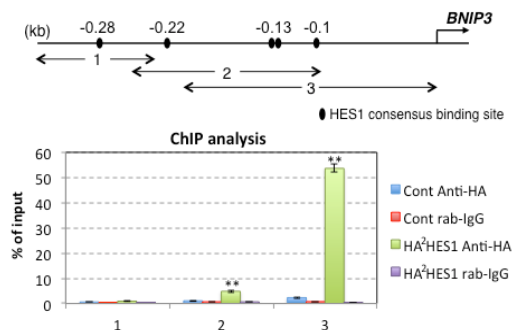 (kb) -0.28 -0.22 -0.13 -0.1 BNIP3
1
2
3
HES1 consensus binding site
ChIP analysis
% of input
60
50
40
30
20
10
0
**
**
1 2 3
Cont Anti-HA
Cont rab-IgG
HA²HES1 Anti-HA
HA²HES1 rab-IgG